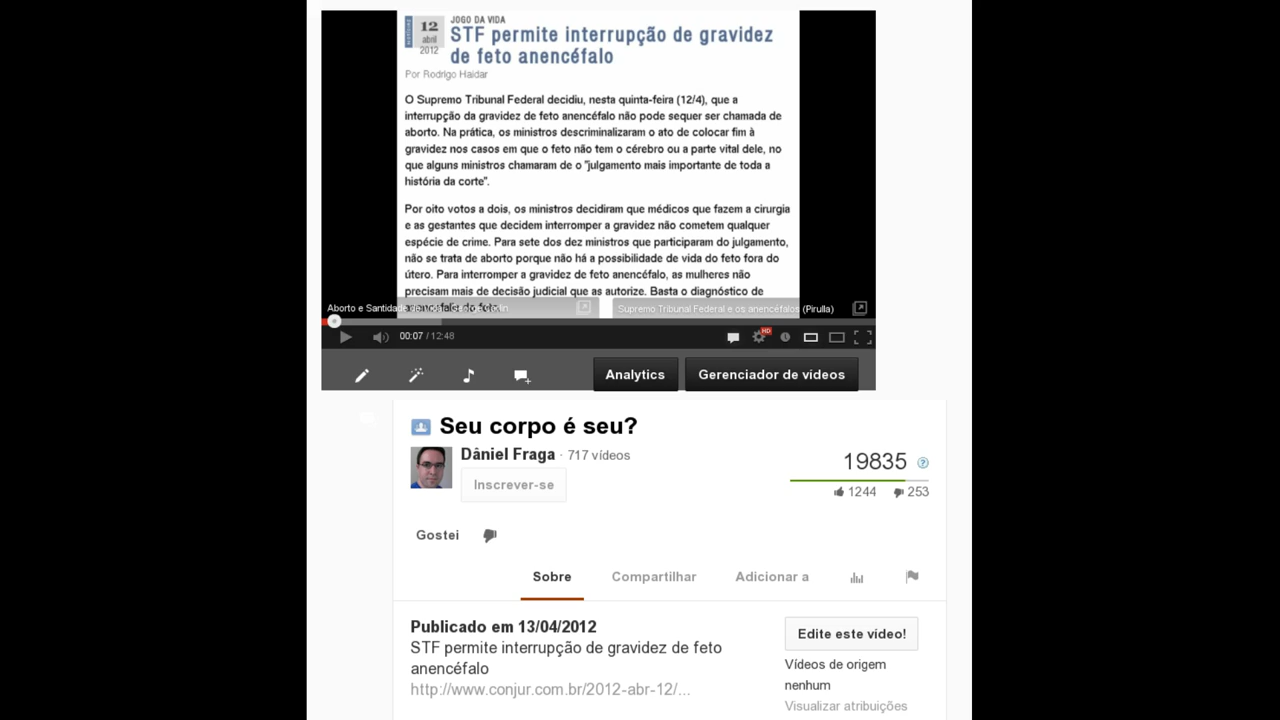 JOGO DA VIDA
12
abril
2012
STF permite interrupção de gravidez
de feto anencéfalo
Por Rodrigo Haidar
O Supremo Tribunal Federal decidiu, nesta quinta-feira (12/4), que a
interrupção da gravidez de feto anencéfalo não pode sequer ser chamada de
aborto. Na prática, os ministros descriminalizaram o ato de colocar fim à
gravidez nos casos em que o feto não tem o cérebro ou a parte vital dele, no
que alguns ministros chamaram de o "julgamento mais importante de toda a
história da corte".
Por oito votos a dois, os ministros decidiram que médicos que fazem a cirurgia
e as gestantes que decidem interromper a gravidez não cometem qualquer
espécie de crime. Para sete dos dez ministros que participaram do julgamento,
não se trata de aborto porque não há a possibilidade de vida do feto fora do
útero. Para interromper a gravidez de feto anencéfalo, as mulheres não
precisam mais de decisão judicial que as autorize. Basta o diagnóstico de
Aborto e Santidade
Supremo Tribunal Federal e os anencéfalos (Pirulla)
00:07 / 12:48
HD
Analytics
Gerenciador de vídeos
Seu corpo é seu?
Dâniel Fraga · 717 vídeos
Inscrever-se
19835
?
1244
253
Gostei
Sobre
Compartilhar
Adicionar a
Publicado em 13/04/2012
STF permite interrupção de gravidez de feto
anencéfalo
http://www.conjur.com.br/2012-abr-12/...
Edite este vídeo!
Vídeos de origem
nenhum
Visualizar atribuições